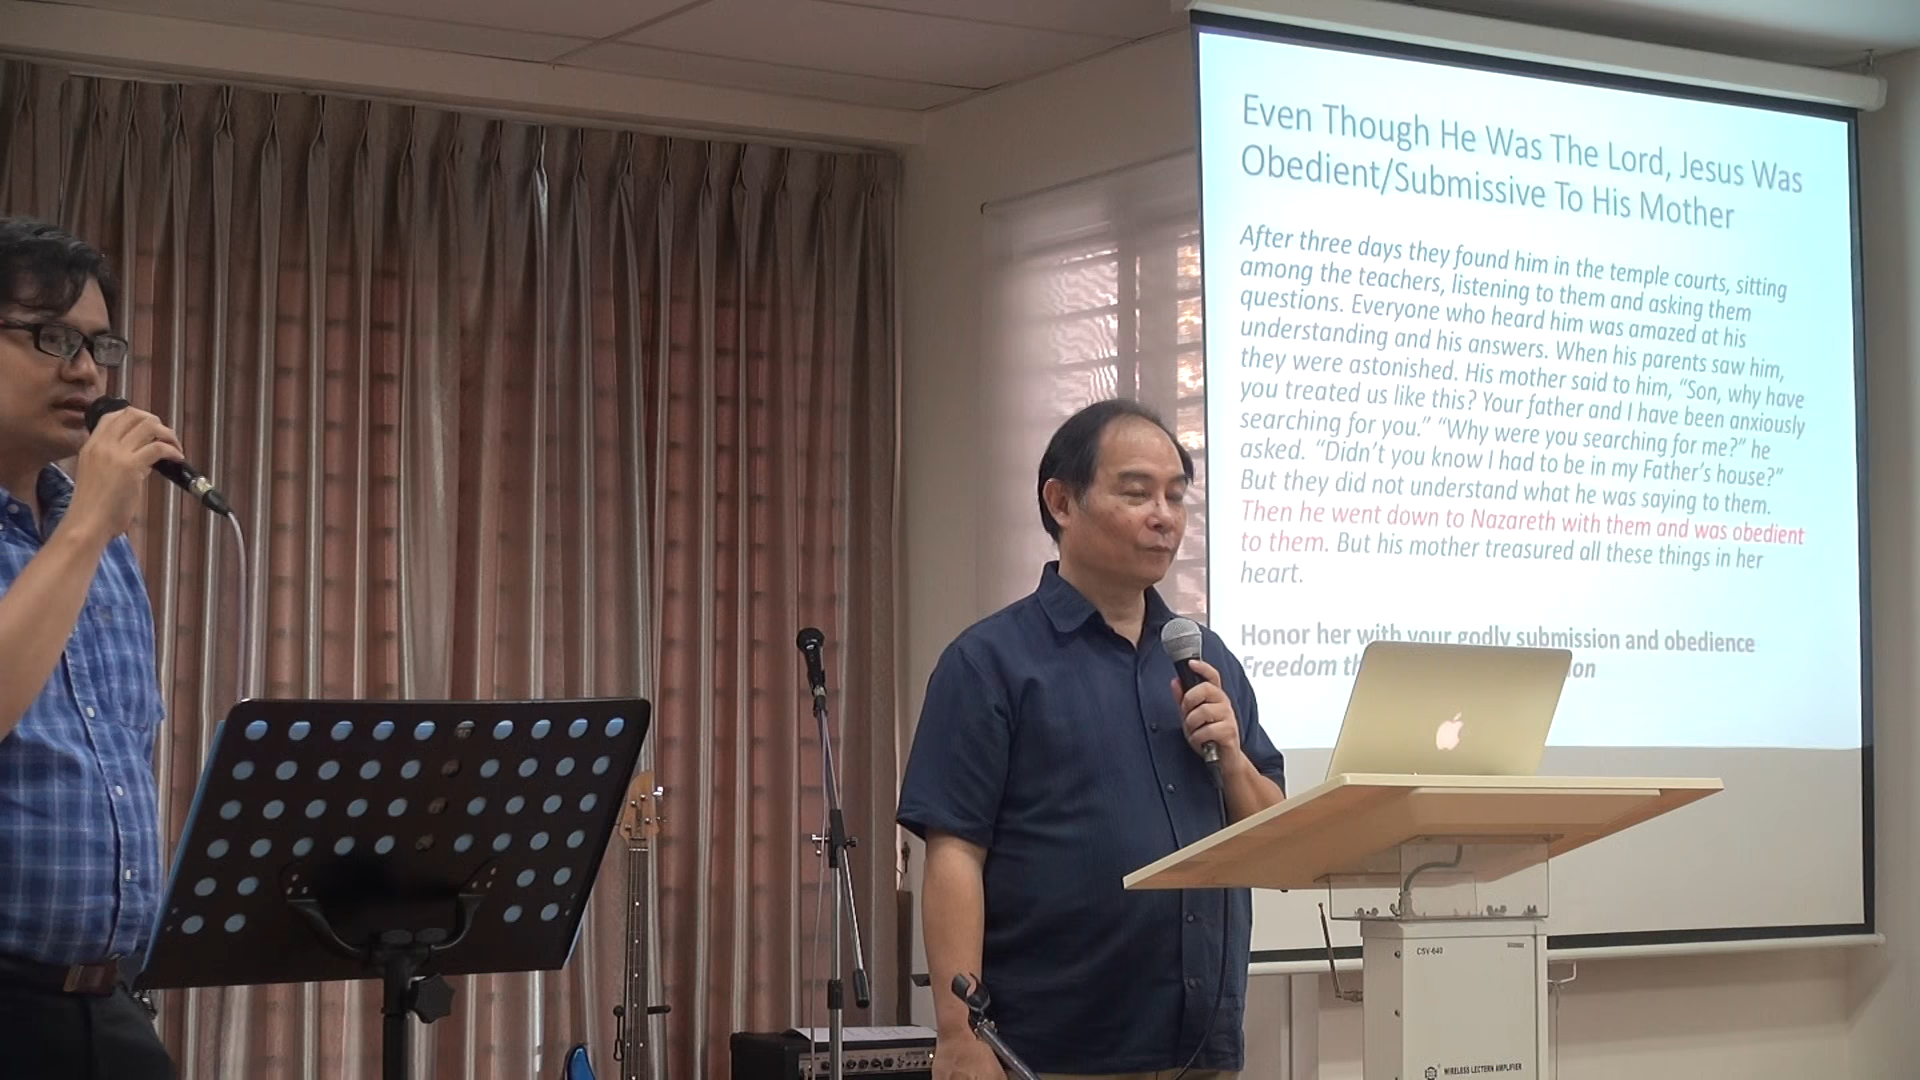 Even Though He Was The Lord, Jesus Was
Obedient/Submissive To His Mother
After three days they found him in the temple courts, sitting
among the teachers, listening to them and asking them
questions. Everyone who heard him was amazed at his
understanding and his answers. When his parents saw him,
they were astonished. His mother said to him, “Son, why have
you treated us like this? Your father and I have been anxiously
searching for you.” “Why were you searching for me?” he
asked. “Didn’t you know I had to be in my Father’s house?”
But they did not understand what he was saying to them.
Then he went down to Nazareth with them and was obedient
to them. But his mother treasured all these things in her
heart.
Honor her with your godly submission and obedience
Freedom
CSV-640
WIRELESS LECTERN AMPLIFIER